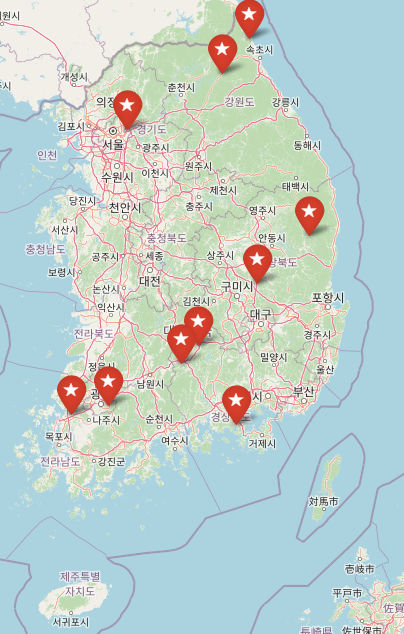 개성시
속초시
춘천시
강원도
강릉시
김포시
경기도
서울
광주시
동해시
인천
수원시
이천시
원주시
태백시
제천시
당진시
천안시
충주시
영주시
서산시
충청남도
충청북도
안동시
공주시
세종
상주시
보령시
대전
논산시
구미시
김천시
포항시
익산시
대구
전라북도
경주시
밀양시
울산
남원시
부산
나주시
순천시
목포시
여수시
거제시
전라남도
강진군
対馬市
제주특별
자치도
서귀포시
壱岐市
平戸市
佐世保市
長崎県